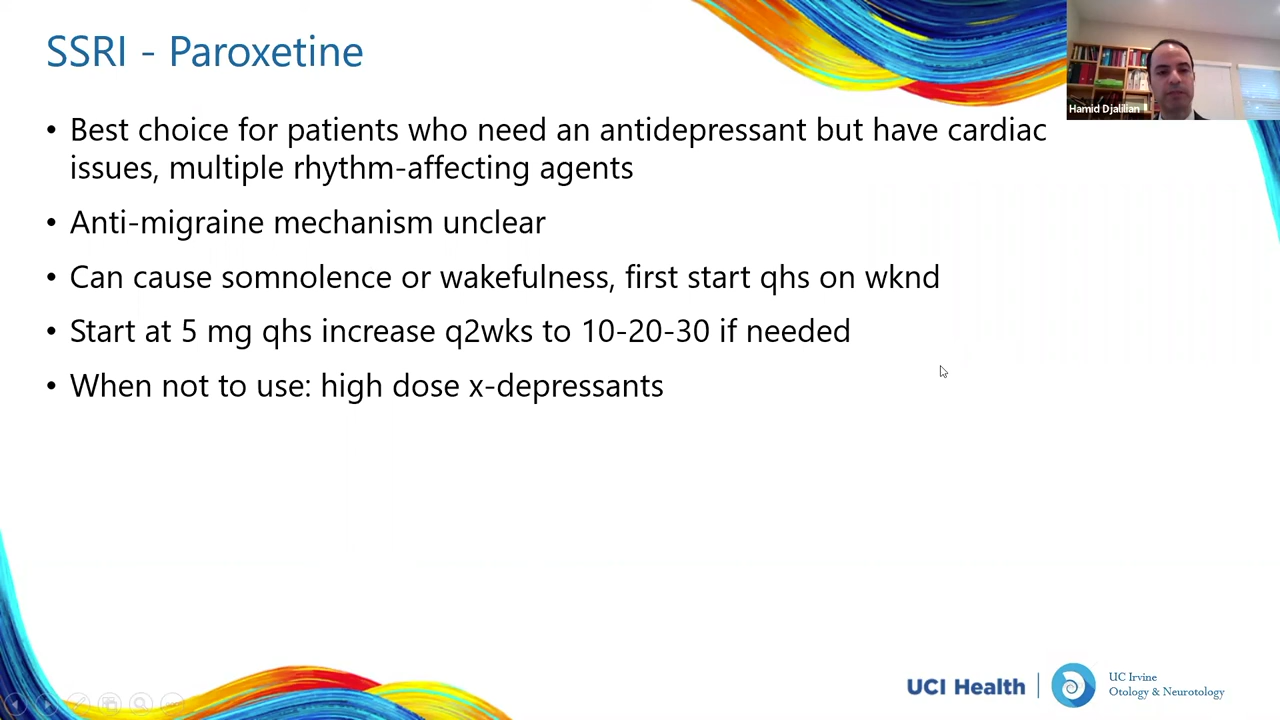 SSRI - Paroxetine
Hamid Djalilian
• Best choice for patients who need an antidepressant but have cardiac
issues, multiple rhythm-affecting agents
• Anti-migraine mechanism unclear
• Can cause somnolence or wakefulness, first start qhs on wknd
• Start at 5 mg qhs increase q2wks to 10-20-30 if needed
• When not to use: high dose x-depressants
UCI Health
UC Irvine
Otology & Neurotology